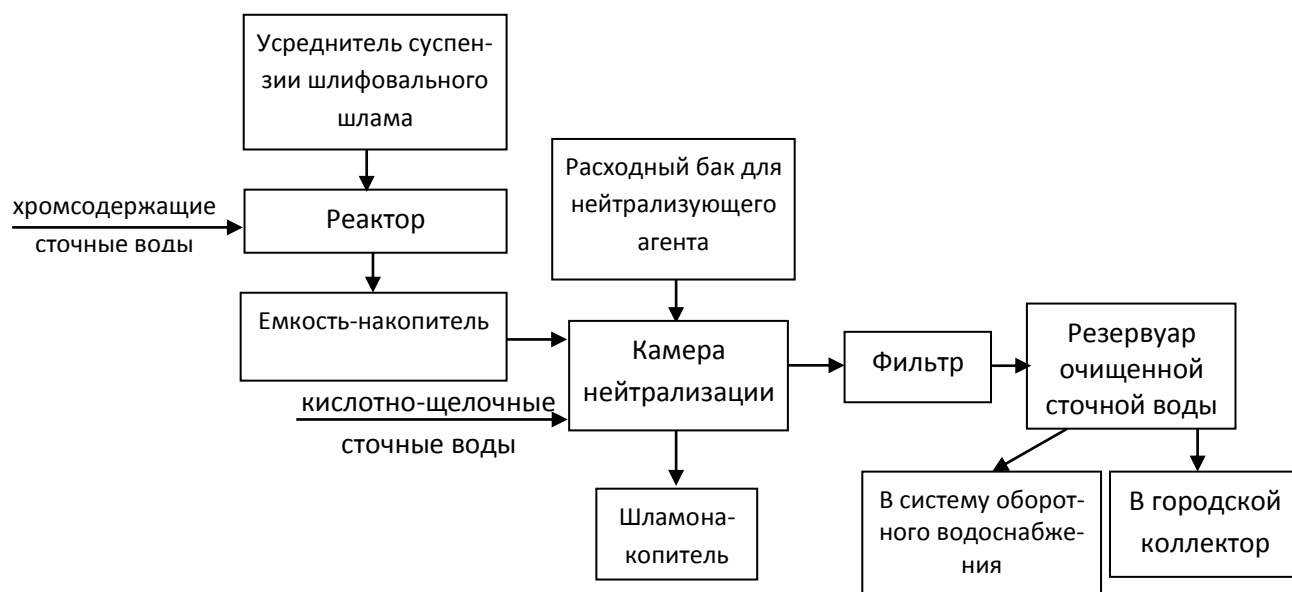 Усреднитель суспен-
зии шлифовального
шлама
Расходный бак для
нейтрализующего
агента
хромсодержащие
сточные воды
Реактор
Емкость-накопитель
Камера
нейтрализации
Фильтр
Резервуар
очищенной
сточной воды
кислотно-щелочные
сточные воды
Шламона-
копитель
В систему оборот-
ного водоснабже-
ния
В городской
коллектор